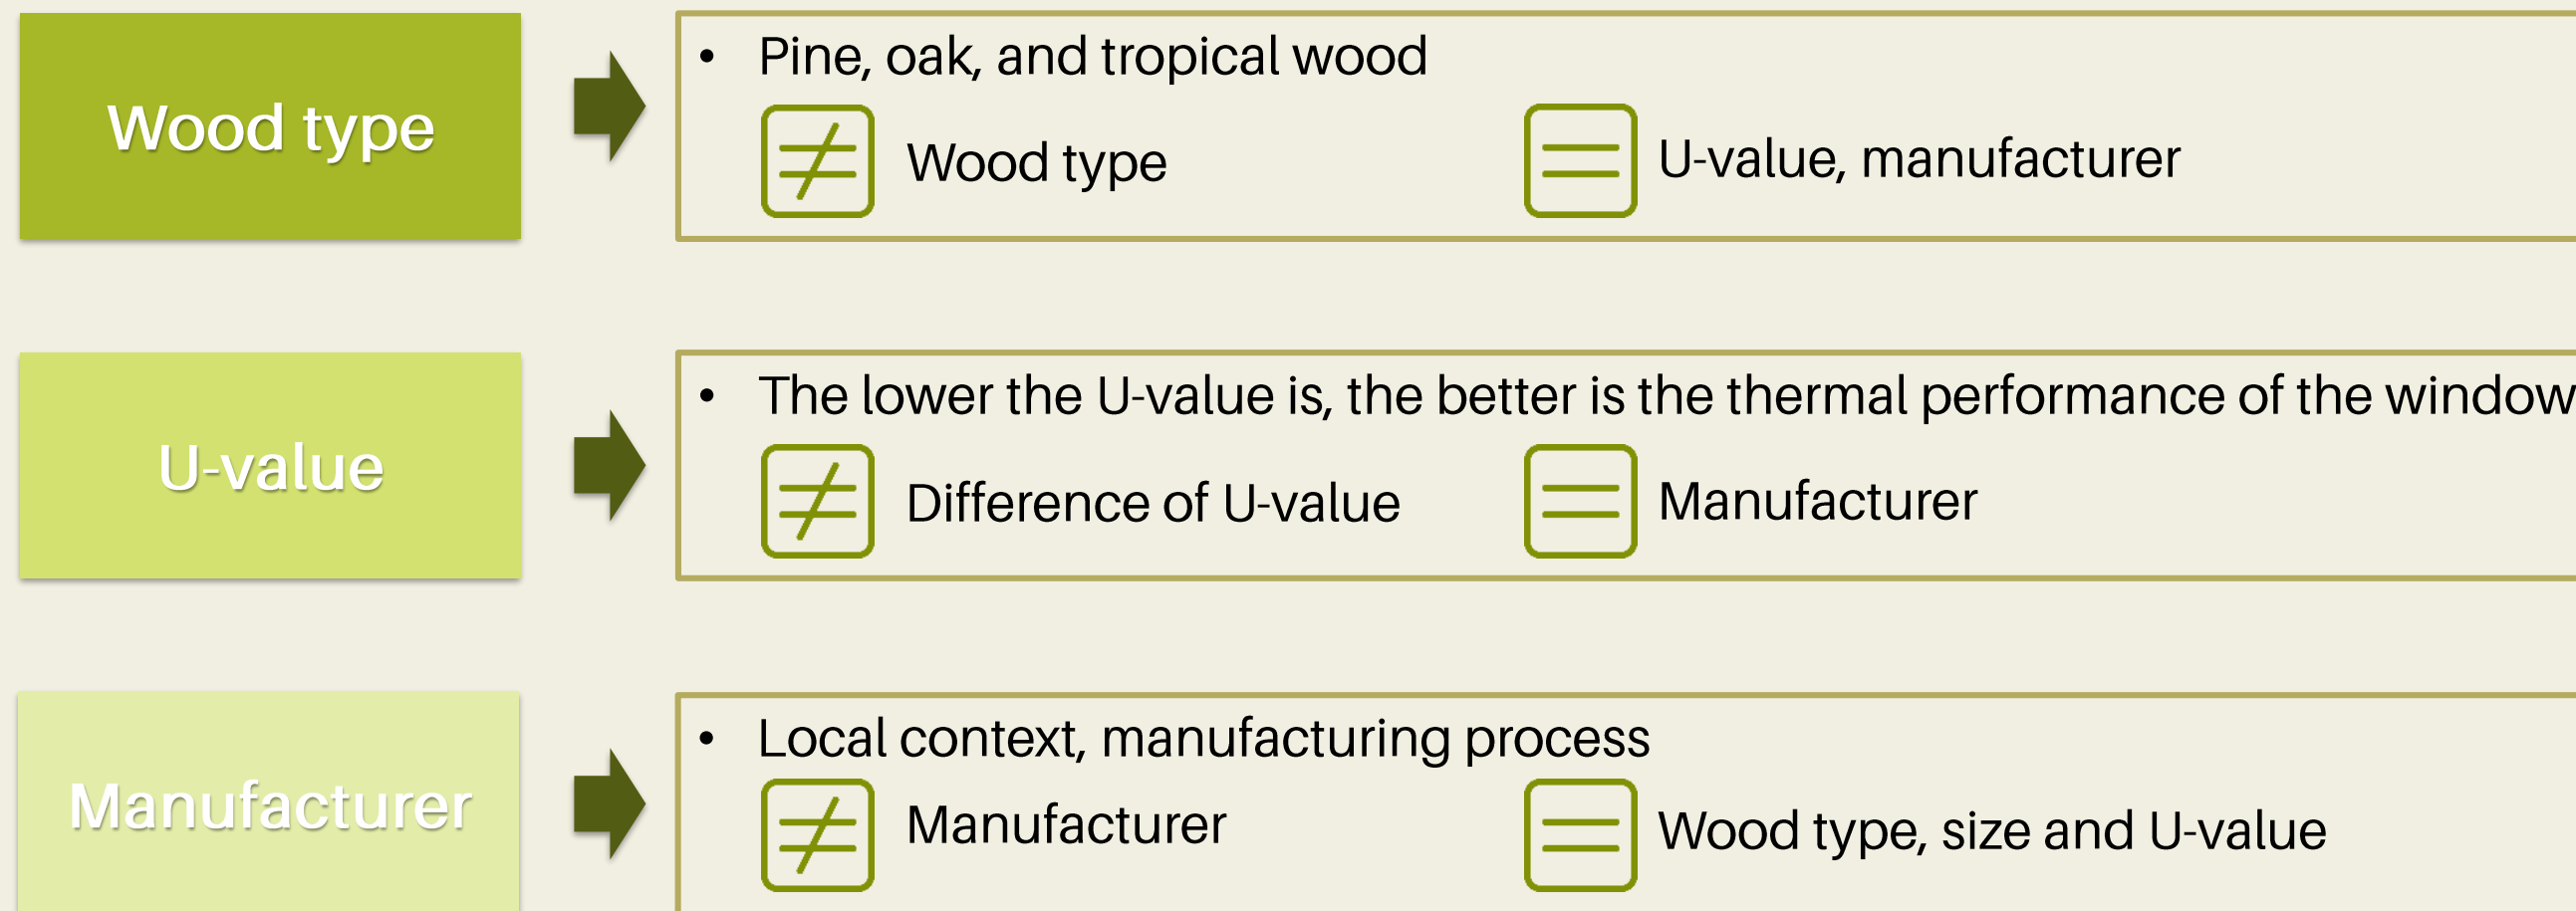 Wood type
• Pine, oak, and tropical wood
≠ Wood type = U-value, manufacturer
U-value
• The lower the U-value is, the better is the thermal performance of the window
≠ Difference of U-value = Manufacturer
Manufacturer
• Local context, manufacturing process
≠ Manufacturer = Wood type, size and U-value